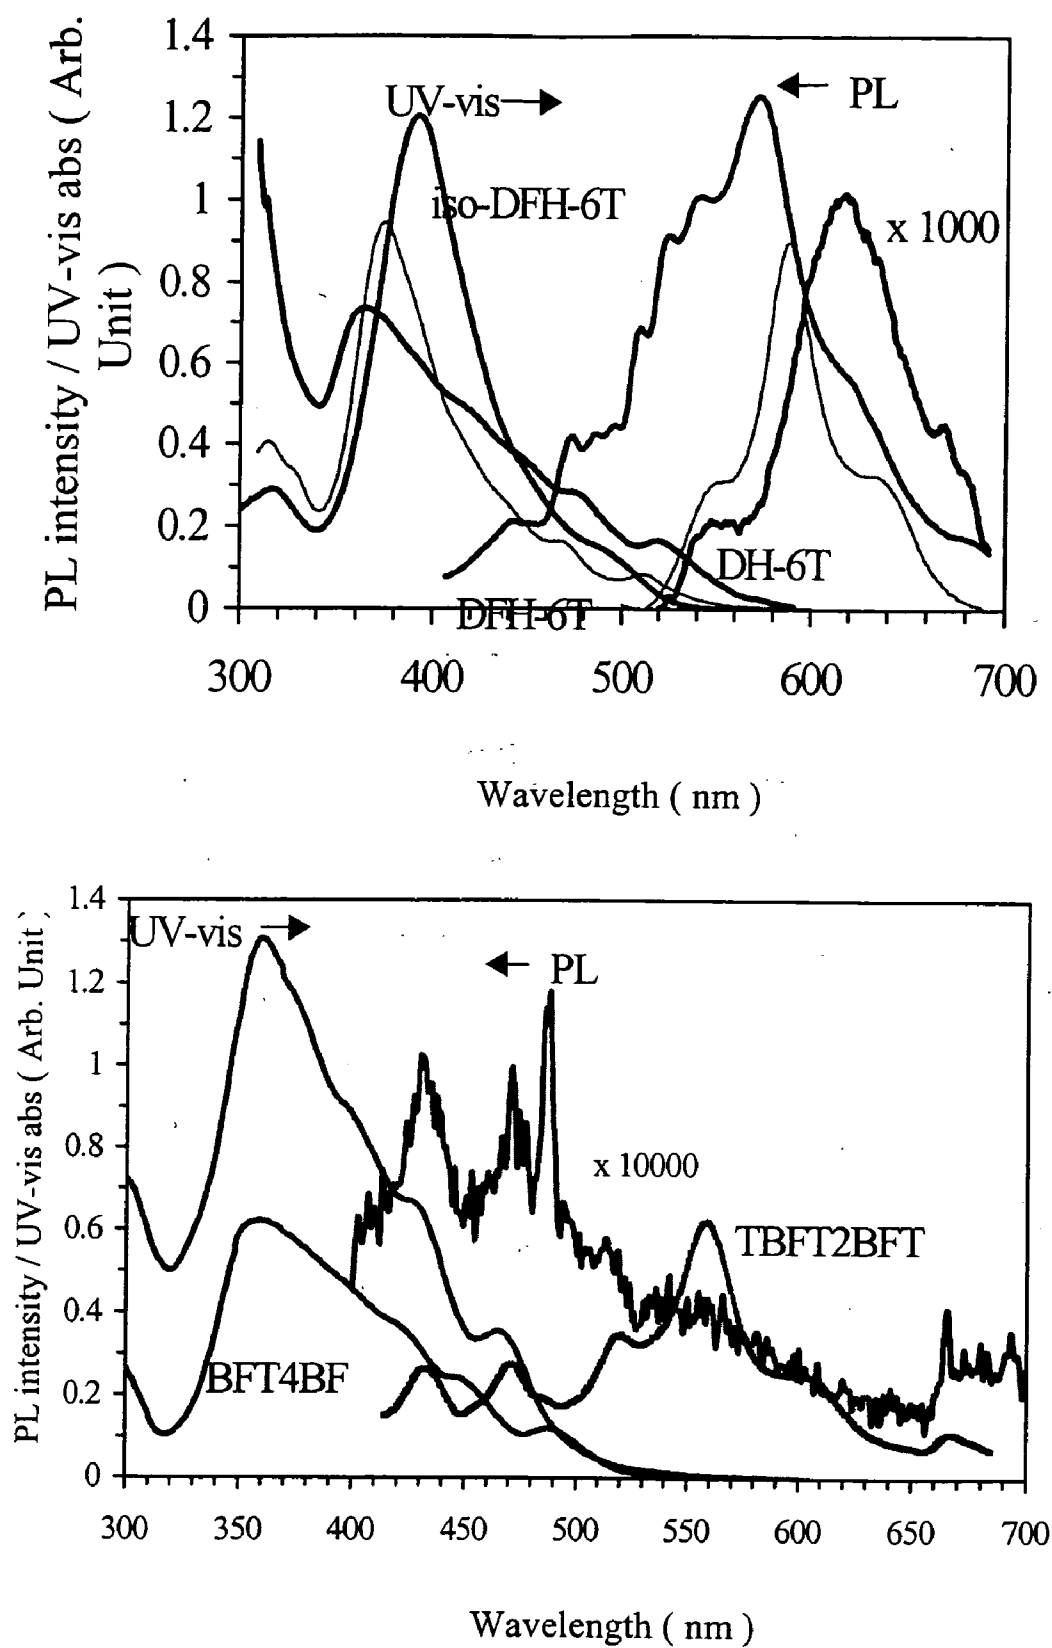 PL intensity / UV-vis abs ( Arb.
Unit )
1.4
1.2
1
0.8
0.6
0.4
0.2
0
UV-vis
PL
iso-DFH-6T
x 1000
DH-6T
DFH-6T
300 400 500 600 700
Wavelength ( nm )
PL intensity / UV-vis abs ( Arb. Unit )
1.4
1.2
1
0.8
0.6
0.4
0.2
0
UV-vis
PL
x 10000
TBFT2BFT
BFT4BF
300 350 400 450 500 550 600 650 700
Wavelength ( nm )